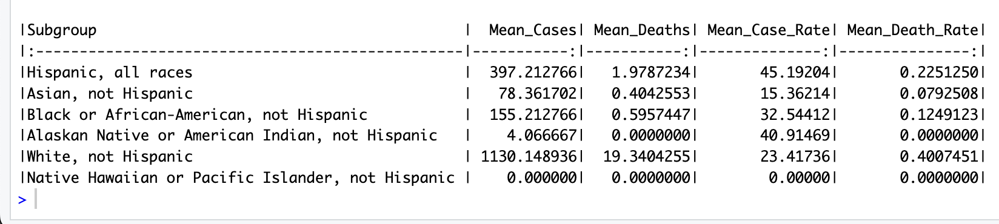 |Subgroup                                          |  Mean_Cases| Mean_Deaths| Mean_Case_Rate| Mean_Death_Rate|
|:-------------------------------------------------|-----------:|-----------:|--------------:|---------------:|
|Hispanic, all races                               |  397.212766|   1.9787234|       45.19204|       0.2251250|
|Asian, not Hispanic                               |   78.361702|   0.4042553|       15.36214|       0.0792508|
|Black or African-American, not Hispanic           |  155.212766|   0.5957447|       32.54412|       0.1249123|
|Alaskan Native or American Indian, not Hispanic   |    4.066667|   0.0000000|       40.91469|       0.0000000|
|White, not Hispanic                               | 1130.148936|  19.3404255|       23.41736|       0.4007451|
|Native Hawaiian or Pacific Islander, not Hispanic |    0.000000|   0.0000000|        0.00000|       0.0000000|
>